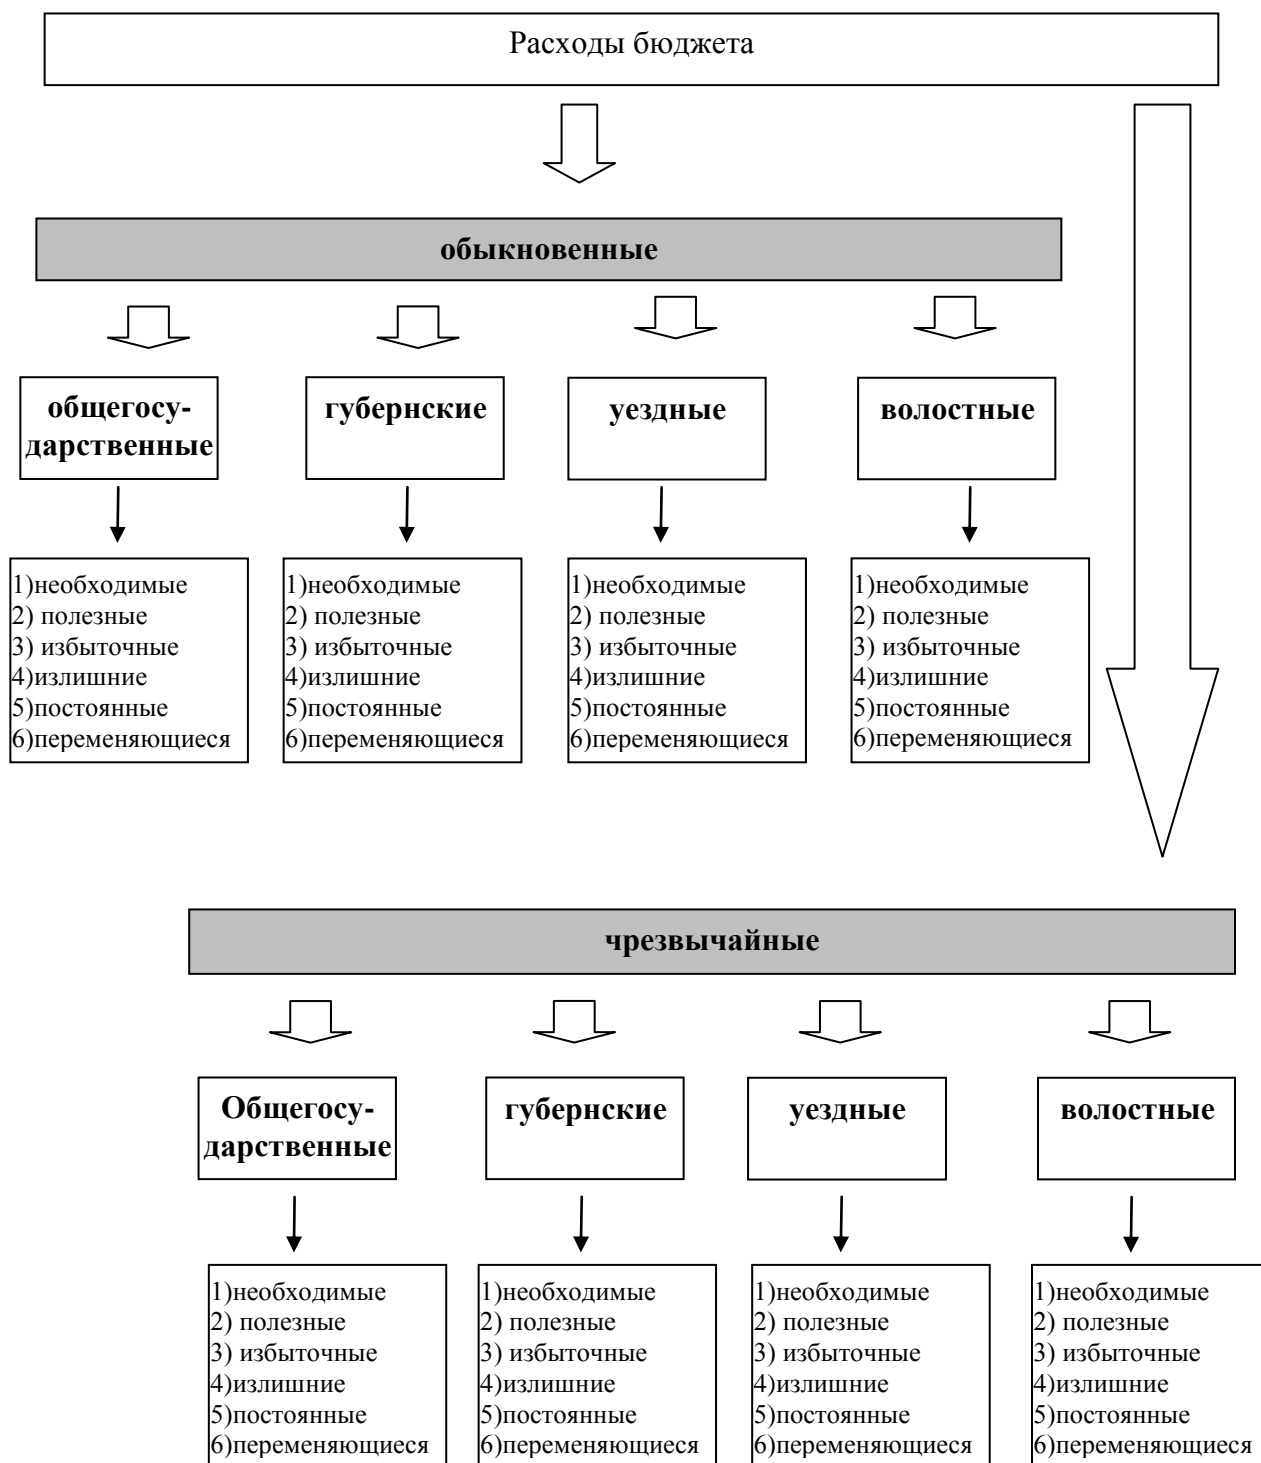 Расходы бюджета
обыкновенные
общегосу-
дарственные
губернские
уездные
волостные
1)необходимые
2) полезные
3) избыточные
4)излишние
5)постоянные
6)переменяющиеся
1)необходимые
2) полезные
3) избыточные
4)излишние
5)постоянные
6)переменяющиеся
1)необходимые
2) полезные
3) избыточные
4)излишние
5)постоянные
6)переменяющиеся
1)необходимые
2) полезные
3) избыточные
4)излишние
5)постоянные
6)переменяющиеся
чрезвычайные
Общегосу-
дарственные
губернские
уездные
волостные
1)необходимые
2) полезные
3) избыточные
4)излишние
5)постоянные
6)переменяющиеся
1)необходимые
2) полезные
3) избыточные
4)излишние
5)постоянные
6)переменяющиеся
1)необходимые
2) полезные
3) избыточные
4)излишние
5)постоянные
6)переменяющиеся
1)необходимые
2) полезные
3) избыточные
4)излишние
5)постоянные
6)переменяющиеся